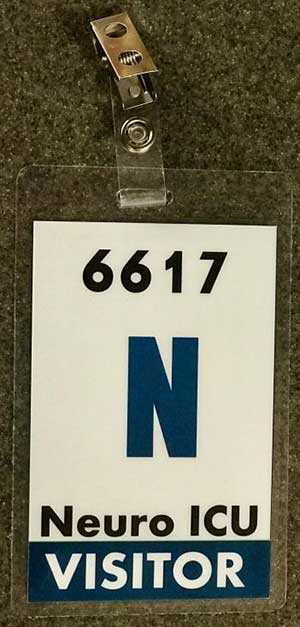 6617
N
Neuro ICU
VISITOR